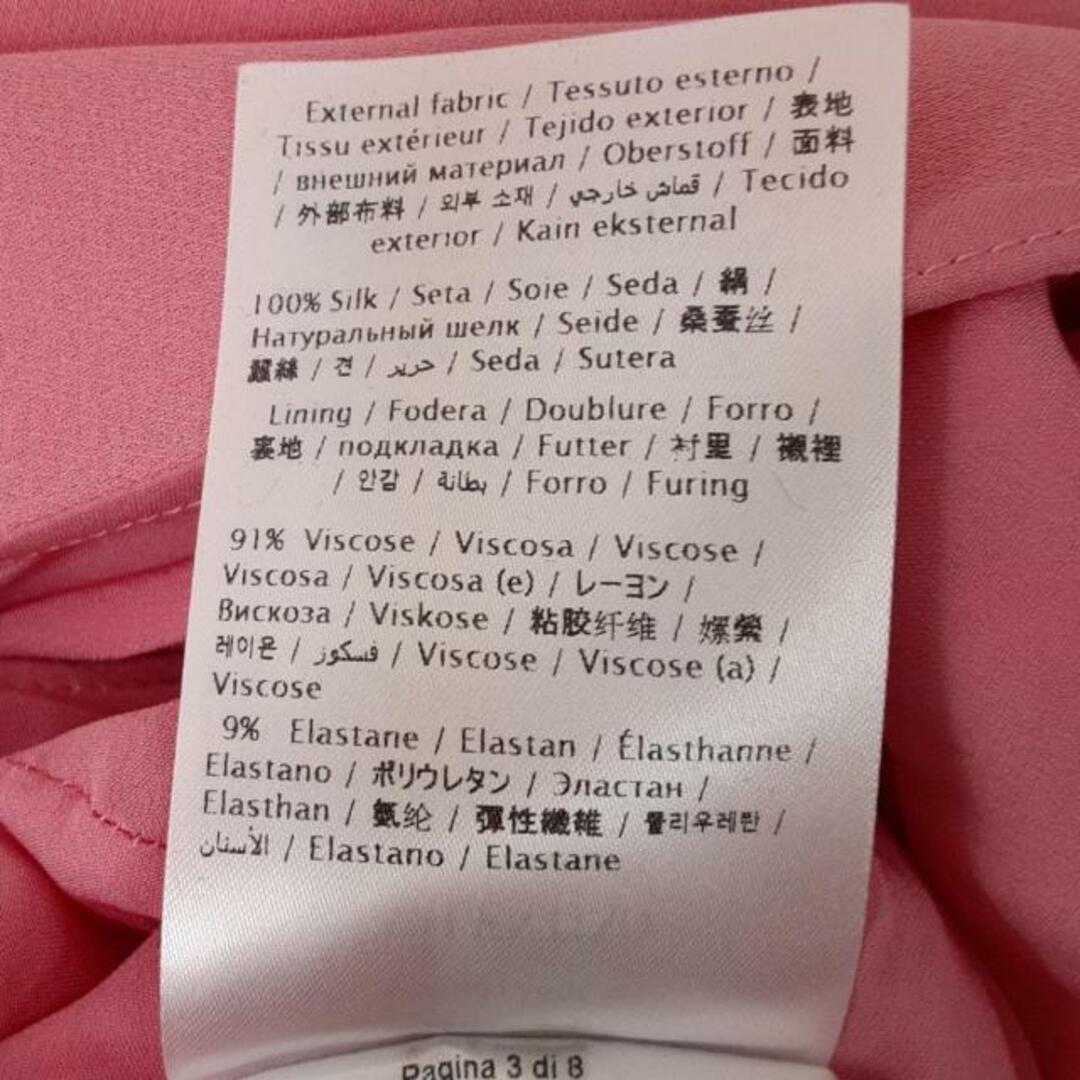 External fabric / Tessuto esterno /
Tissu extérieur / Tejido exterior / 表地
/ внешний материал / Oberstoff / 面料
/ 外部布料 / 외부 소재 / قماش خارجي / Tecido
exterior / Kain eksternal
100% Silk / Seta / Soie / Seda / 絹 /
Натуральный шелк / Seide / 桑蚕丝 /
蠶絲 / 견 / حرير / Seda / Sutera
Lining / Fodera / Doublure / Forro /
裏地 / подкладка / Futter / 衬里 / 襯裡
/ 안감 / بطانة / Forro / Furing
91% Viscose / Viscosa / Viscose /
Viscosa / Viscosa (e) / レーヨン /
Вискоза / Viskose / 粘胶纤维 / 嫘縈 /
레이온 / فسكوز / Viscose / Viscose (a) /
Viscose
9% Elastane / Elastan / Élasthanne /
Elastano / ポリウレタン / Эластан /
Elasthan / 氨纶 / 彈性纖維 / 폴리우레탄 /
الأسنان / Elastano / Elastane
Pagina 3 di 8